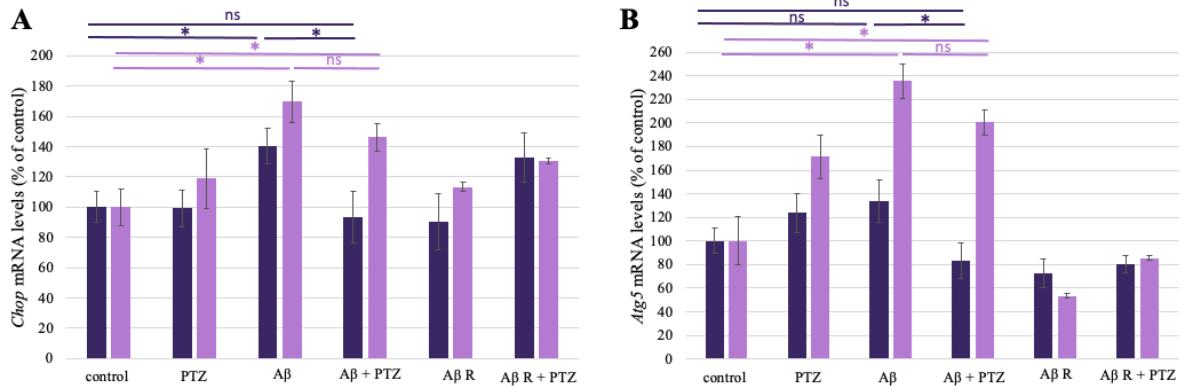 A
ns
* *
*
* ns
Chop mRNA levels (% of control)
200
180
160
140
120
100
80
60
40
20
0
control PTZ Aβ Aβ + PTZ Aβ R Aβ R + PTZ
B
ns
ns *
*
* ns
Atg5 mRNA levels (% of control)
260
240
220
200
180
160
140
120
100
80
60
40
20
0
control PTZ Aβ Aβ + PTZ Aβ R Aβ R + PTZ